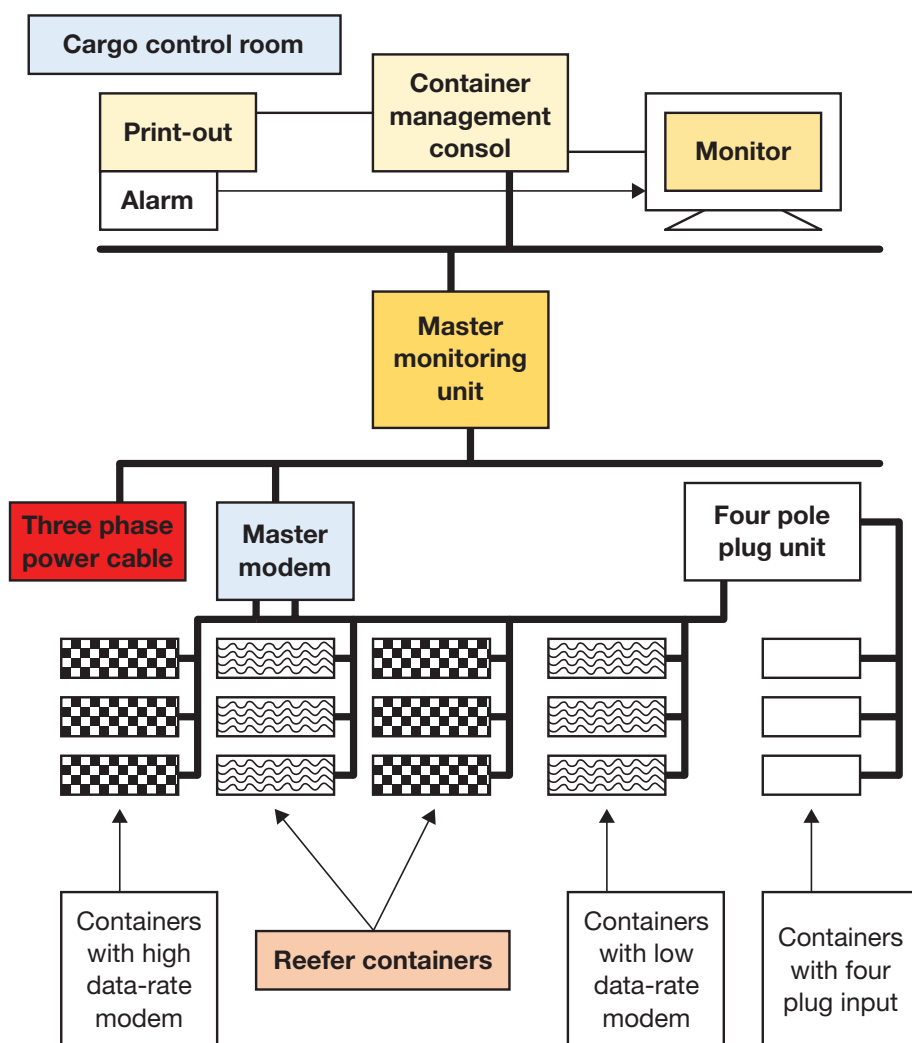 Cargo control room
Print-out
Alarm
Container
management
consol
Monitor
Master
monitoring
unit
Three phase
power cable
Master
modem
Four pole
plug unit
Containers
with high
data-rate
modem
Reefer containers
Containers
with low
data-rate
modem
Containers
with four
plug input